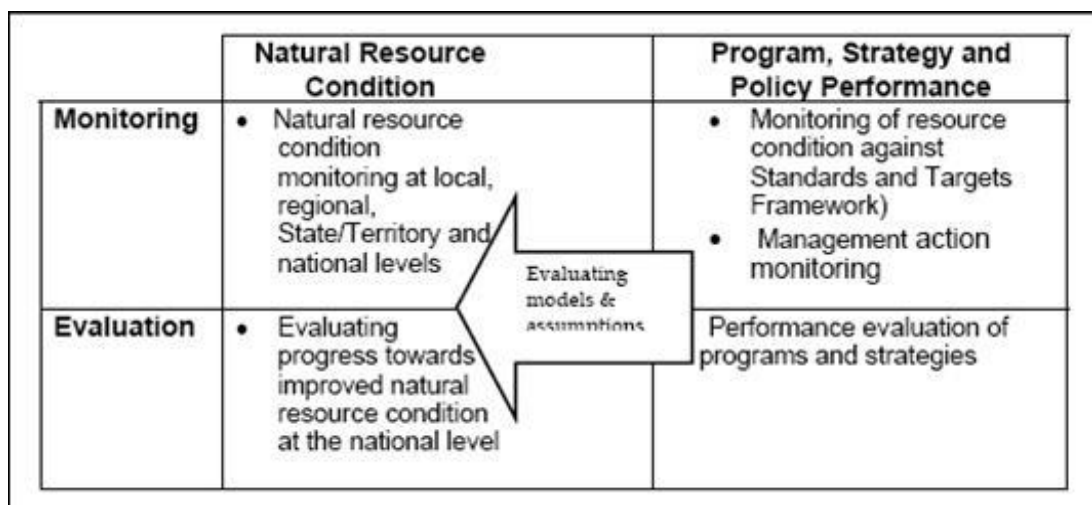 Natural Resource
Condition
Program, Strategy and
Policy Performance
Monitoring
• Natural resource
condition
monitoring at local,
regional,
State/Territory and
national levels
• Monitoring of resource
condition against
Standards and Targets
Framework)
• Management action
monitoring
Evaluating
models &
assumptions
Evaluation
• Evaluating
progress towards
improved natural
resource condition
at the national level
Performance evaluation of
programs and strategies